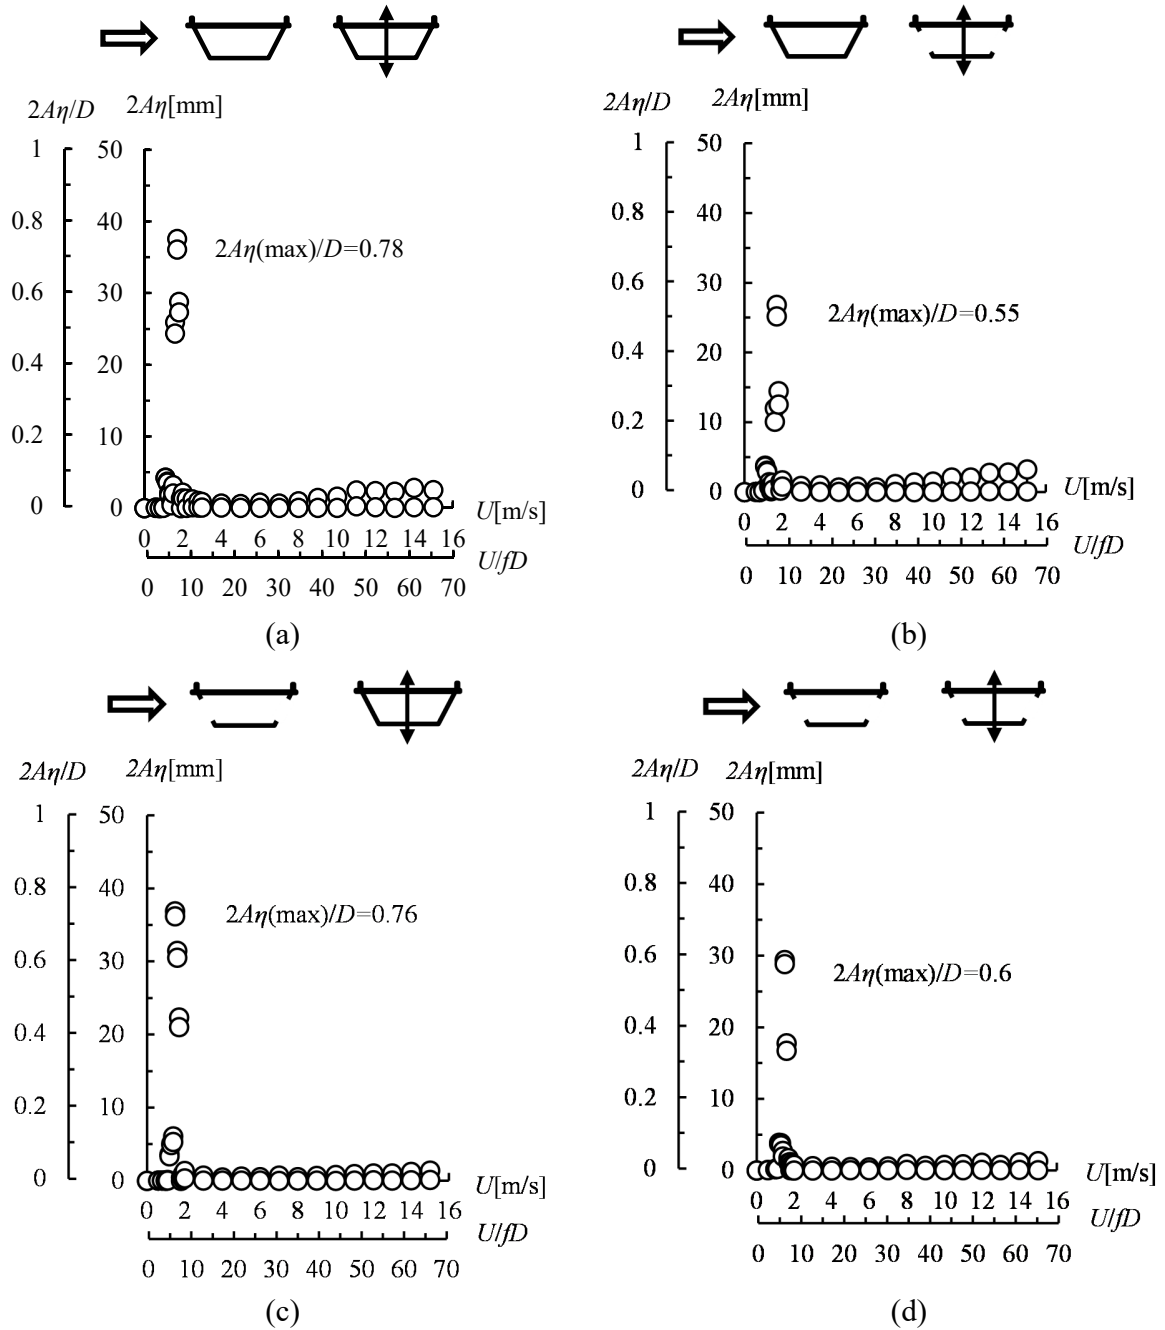 2Aη/D 2Aη[mm]
1 50
0.8 40
2Aη(max)/D=0.78
0.6 30
0.4 20
0.2 10
0 0
U[m/s]
0 2 4 6 8 10 12 14 16
U/fD
0 10 20 30 40 50 60 70
(a)
2Aη/D 2Aη[mm]
1 50
0.8 40
0.6 30
2Aη(max)/D=0.55
0.4 20
0.2 10
0 0
U[m/s]
0 2 4 6 8 10 12 14 16
U/fD
0 10 20 30 40 50 60 70
(b)
2Aη/D 2Aη[mm]
1 50
0.8 40
2Aη(max)/D=0.76
0.6 30
0.4 20
0.2 10
0 0
U[m/s]
0 2 4 6 8 10 12 14 16
U/fD
0 10 20 30 40 50 60 70
(c)
2Aη/D 2Aη[mm]
1 50
0.8 40
0.6 30
2Aη(max)/D=0.6
0.4 20
0.2 10
0 0
U[m/s]
0 2 4 6 8 10 12 14 16
U/fD
0 10 20 30 40 50 60 70
(d)